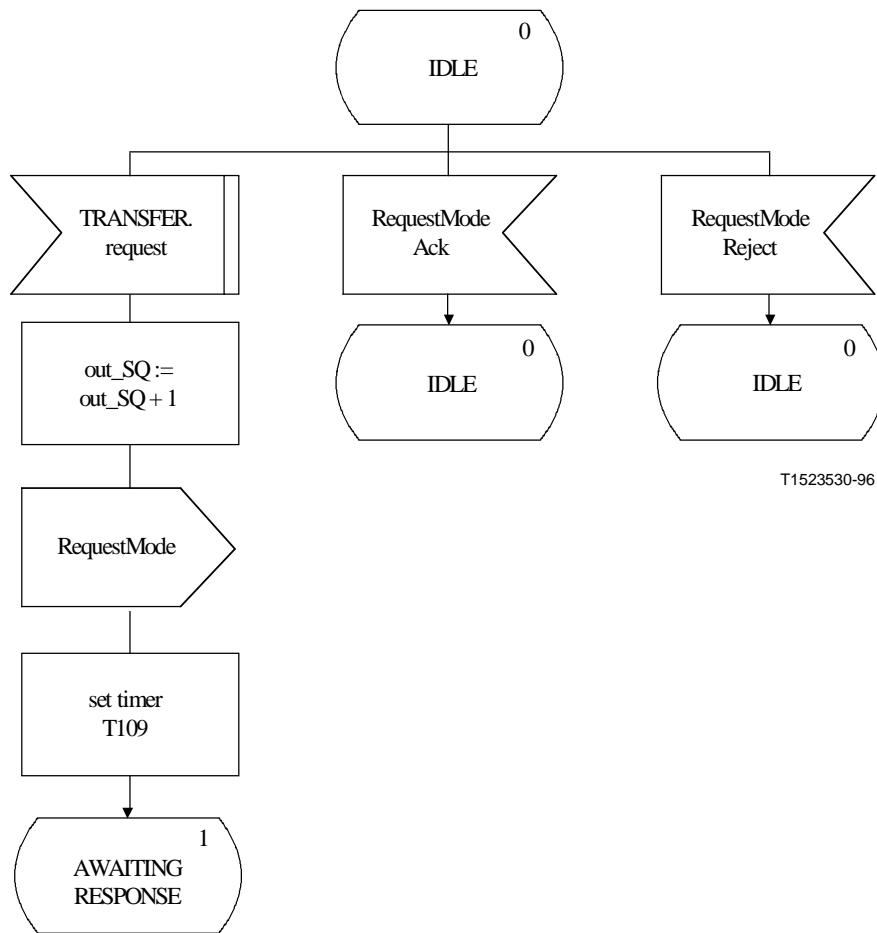 0
IDLE
TRANSFER.
request
RequestMode
Ack
RequestMode
Reject
out_SQ :=
out_SQ + 1
0
IDLE
0
IDLE
T1523530-96
RequestMode
set timer
T109
1
AWAITING
RESPONSE